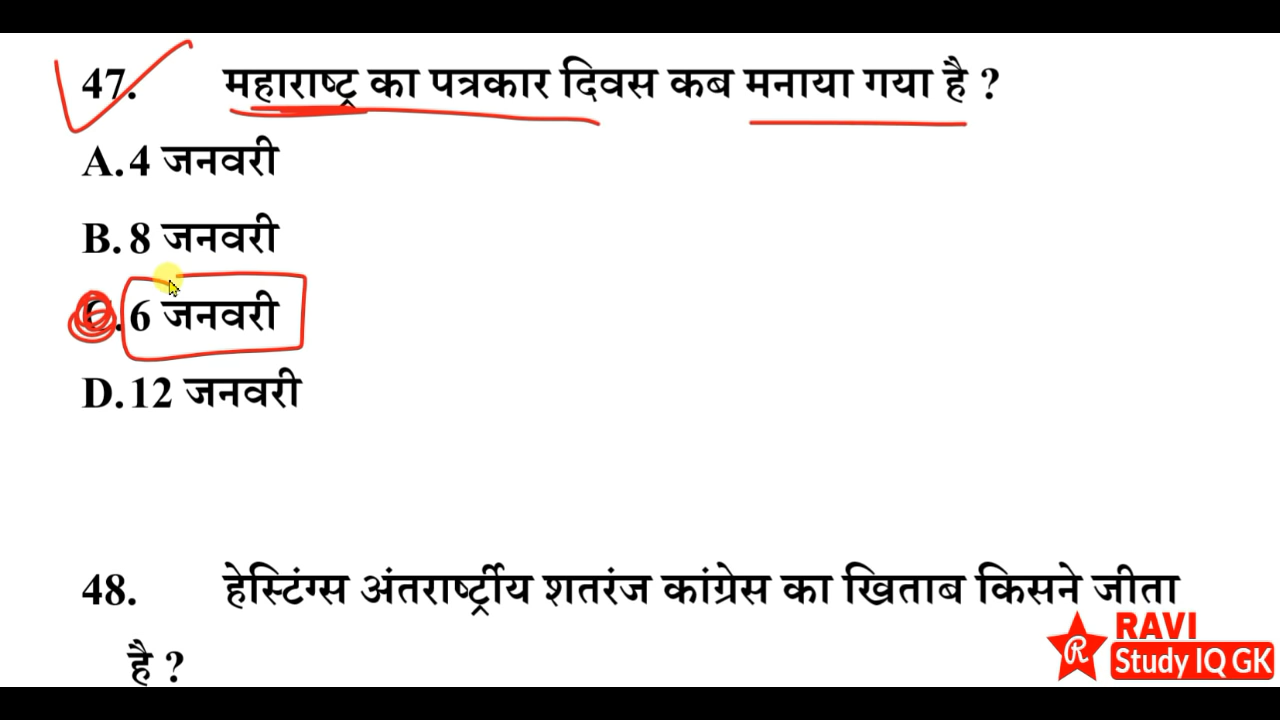 47. महाराष्ट्र का पत्रकार दिवस कब मनाया गया है ?
A. 4 जनवरी
B. 8 जनवरी
C. 6 जनवरी
D. 12 जनवरी
48. हेस्टिंग्स अंतरार्ष्ट्रीय शतरंज कांग्रेस का खिताब किसने जीता
है ?
R RAVI
Study IQ GK